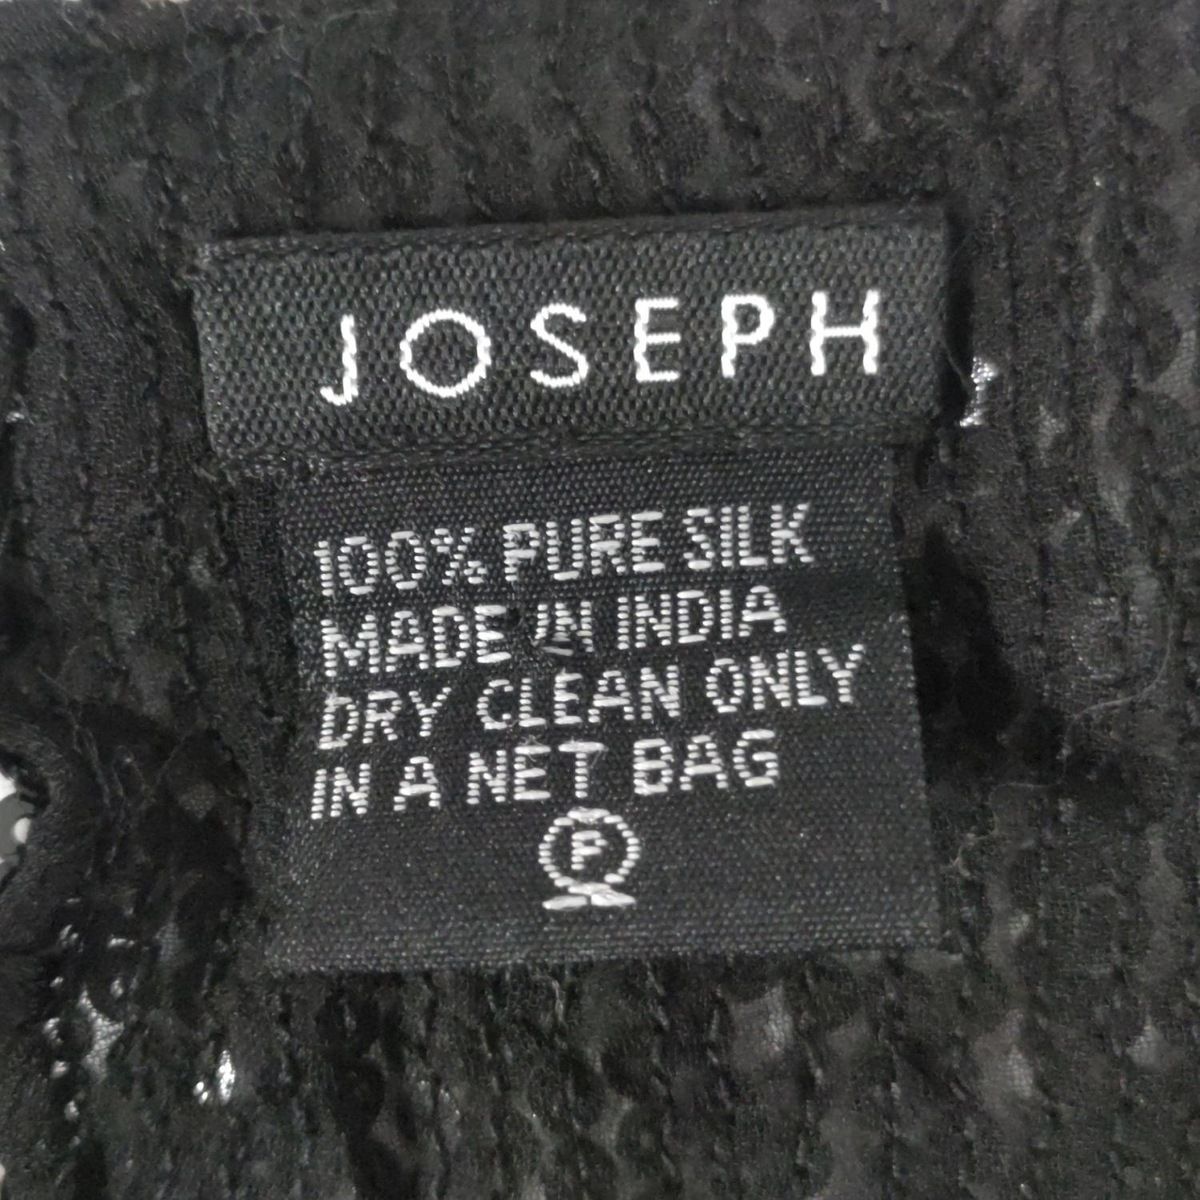 JOSEPH
100% PURE SILK
MADE IN INDIA
DRY CLEAN ONLY
IN A NET BAG
P